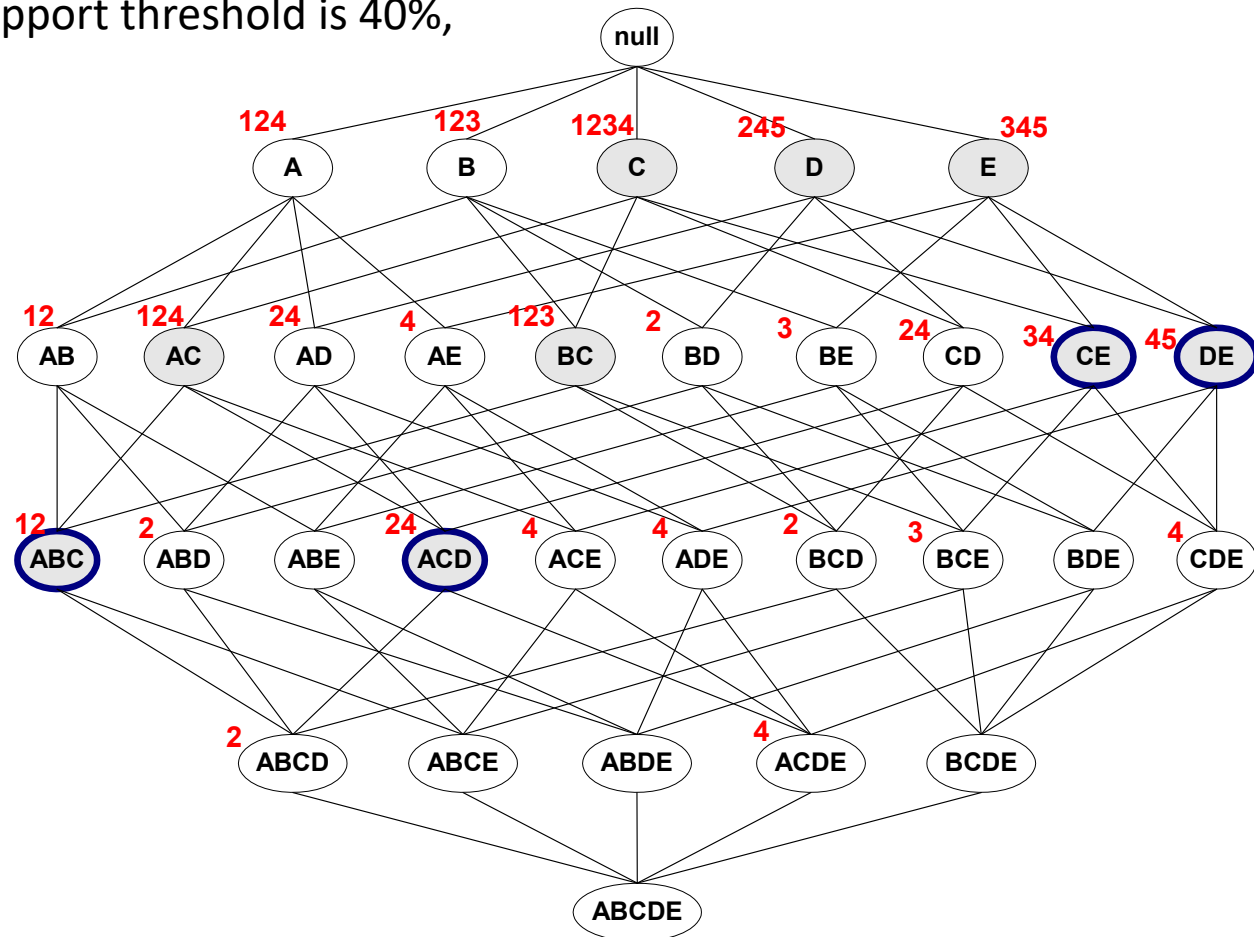 pport threshold is 40%,
null
124 123 1234 245 345
A B C D E
12 124 24 4 123 2 3 24 34 45
AB AC AD AE BC BD BE CD CE DE
12 2 24 4 4 2 3 4
ABC ABD ABE ACD ACE ADE BCD BCE BDE CDE
2 4
ABCD ABCE ABDE ACDE BCDE
ABCDE